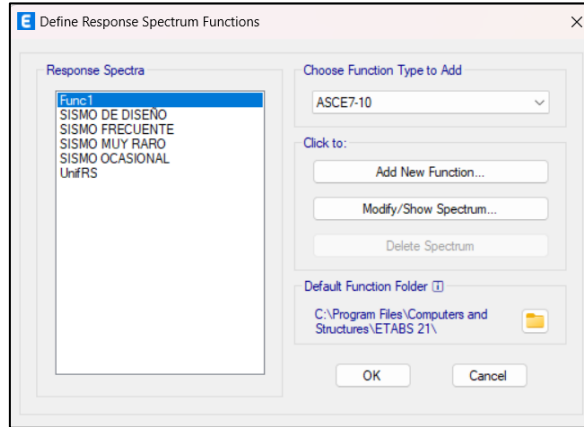 E Define Response Spectrum Functions
Response Spectra
Func1
SISMO DE DISEÑO
SISMO FRECUENTE
SISMO MUY RARO
SISMO OCASIONAL
UnifRS
Choose Function Type to Add
ASCE7-10
Click to:
Add New Function...
Modify/Show Spectrum...
Delete Spectrum
Default Function Folder
C:\Program Files\Computers and
Structures\ETABS 21\
OK
Cancel